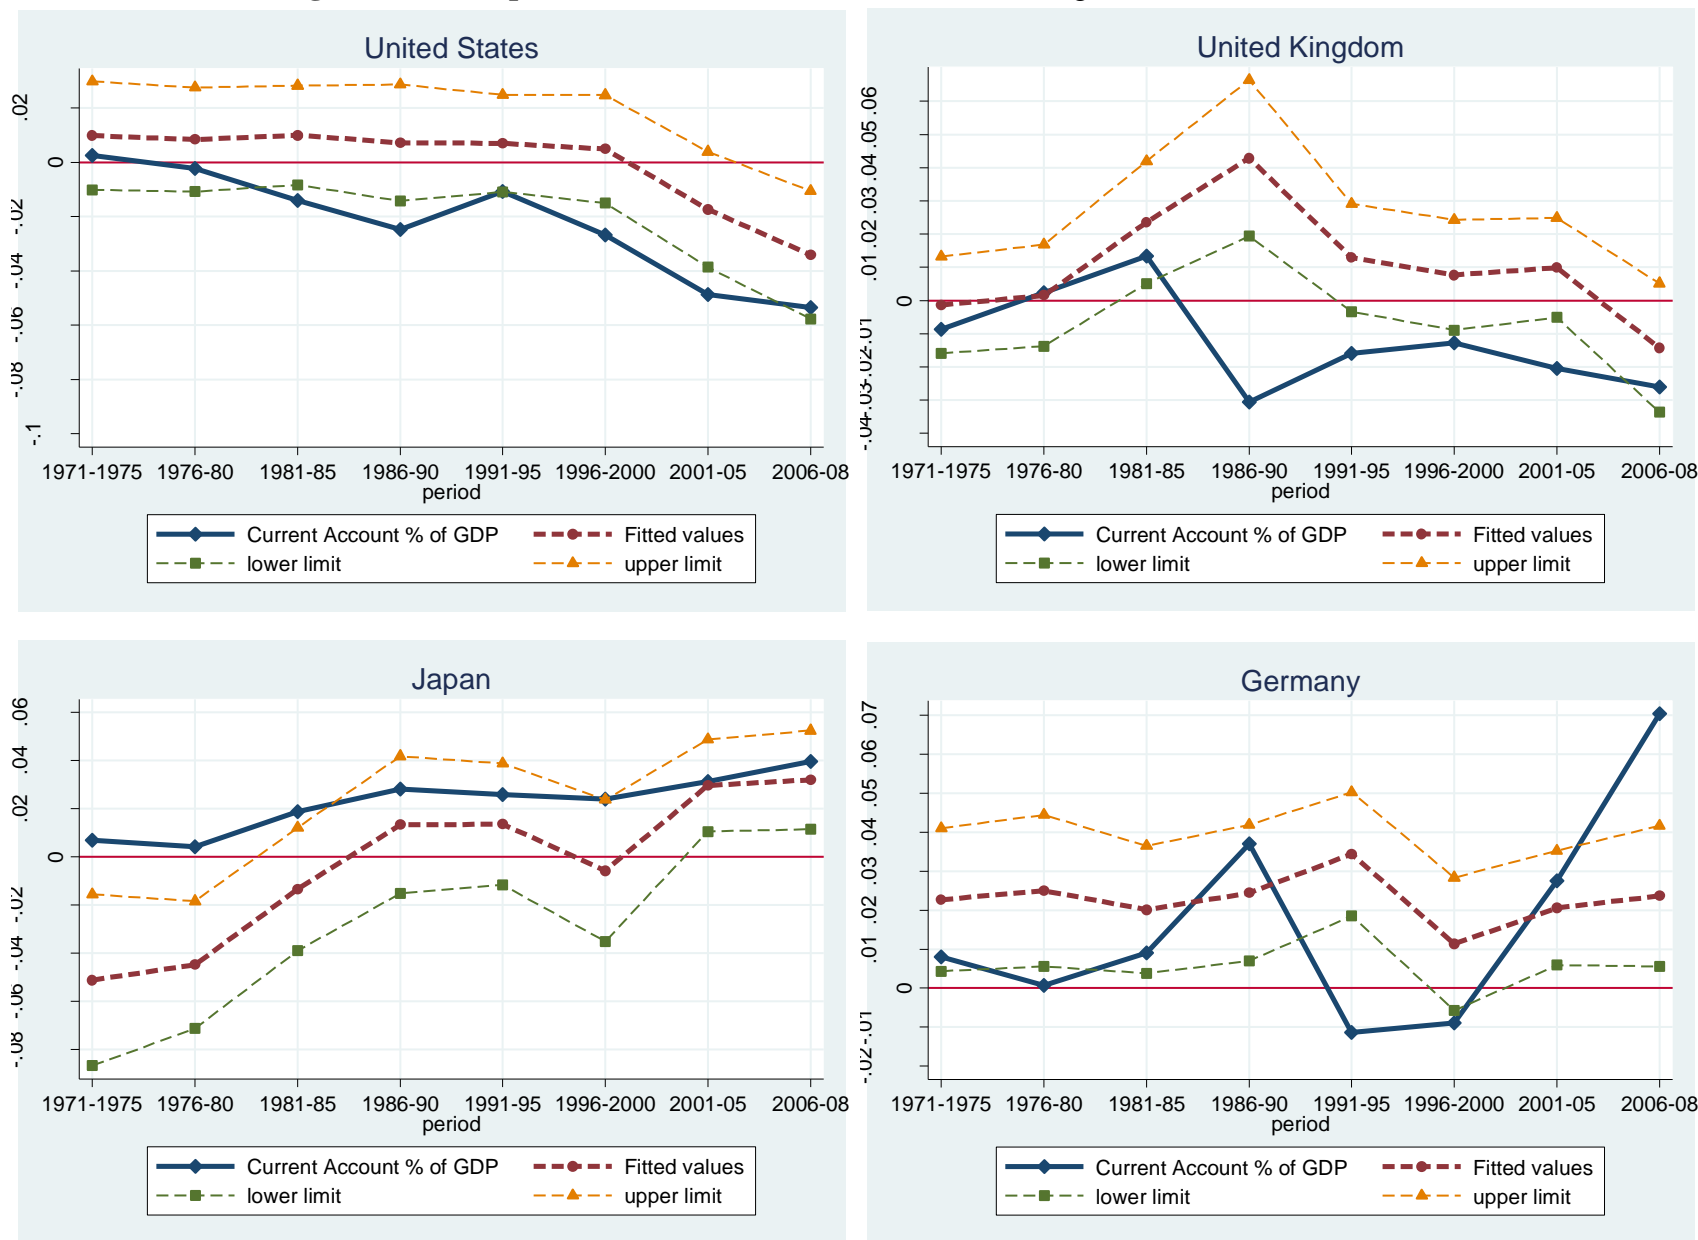 United States
.02
0
-.02
-.04
-.06
-.08
-.1
1971-1975 1976-80 1981-85 1986-90 1991-95 1996-2000 2001-05 2006-08
period
Current Account % of GDP Fitted values
lower limit upper limit
United Kingdom
.06
.05
.04
.03
.02
.01
0
-.01
-.02
-.03
-.04
1971-1975 1976-80 1981-85 1986-90 1991-95 1996-2000 2001-05 2006-08
period
Current Account % of GDP Fitted values
lower limit upper limit
Japan
.06
.04
.02
0
-.02
-.04
-.06
-.08
1971-1975 1976-80 1981-85 1986-90 1991-95 1996-2000 2001-05 2006-08
period
Current Account % of GDP Fitted values
lower limit upper limit
Germany
.07
.06
.05
.04
.03
.02
.01
0
-.01
-.02
1971-1975 1976-80 1981-85 1986-90 1991-95 1996-2000 2001-05 2006-08
period
Current Account % of GDP Fitted values
lower limit upper limit